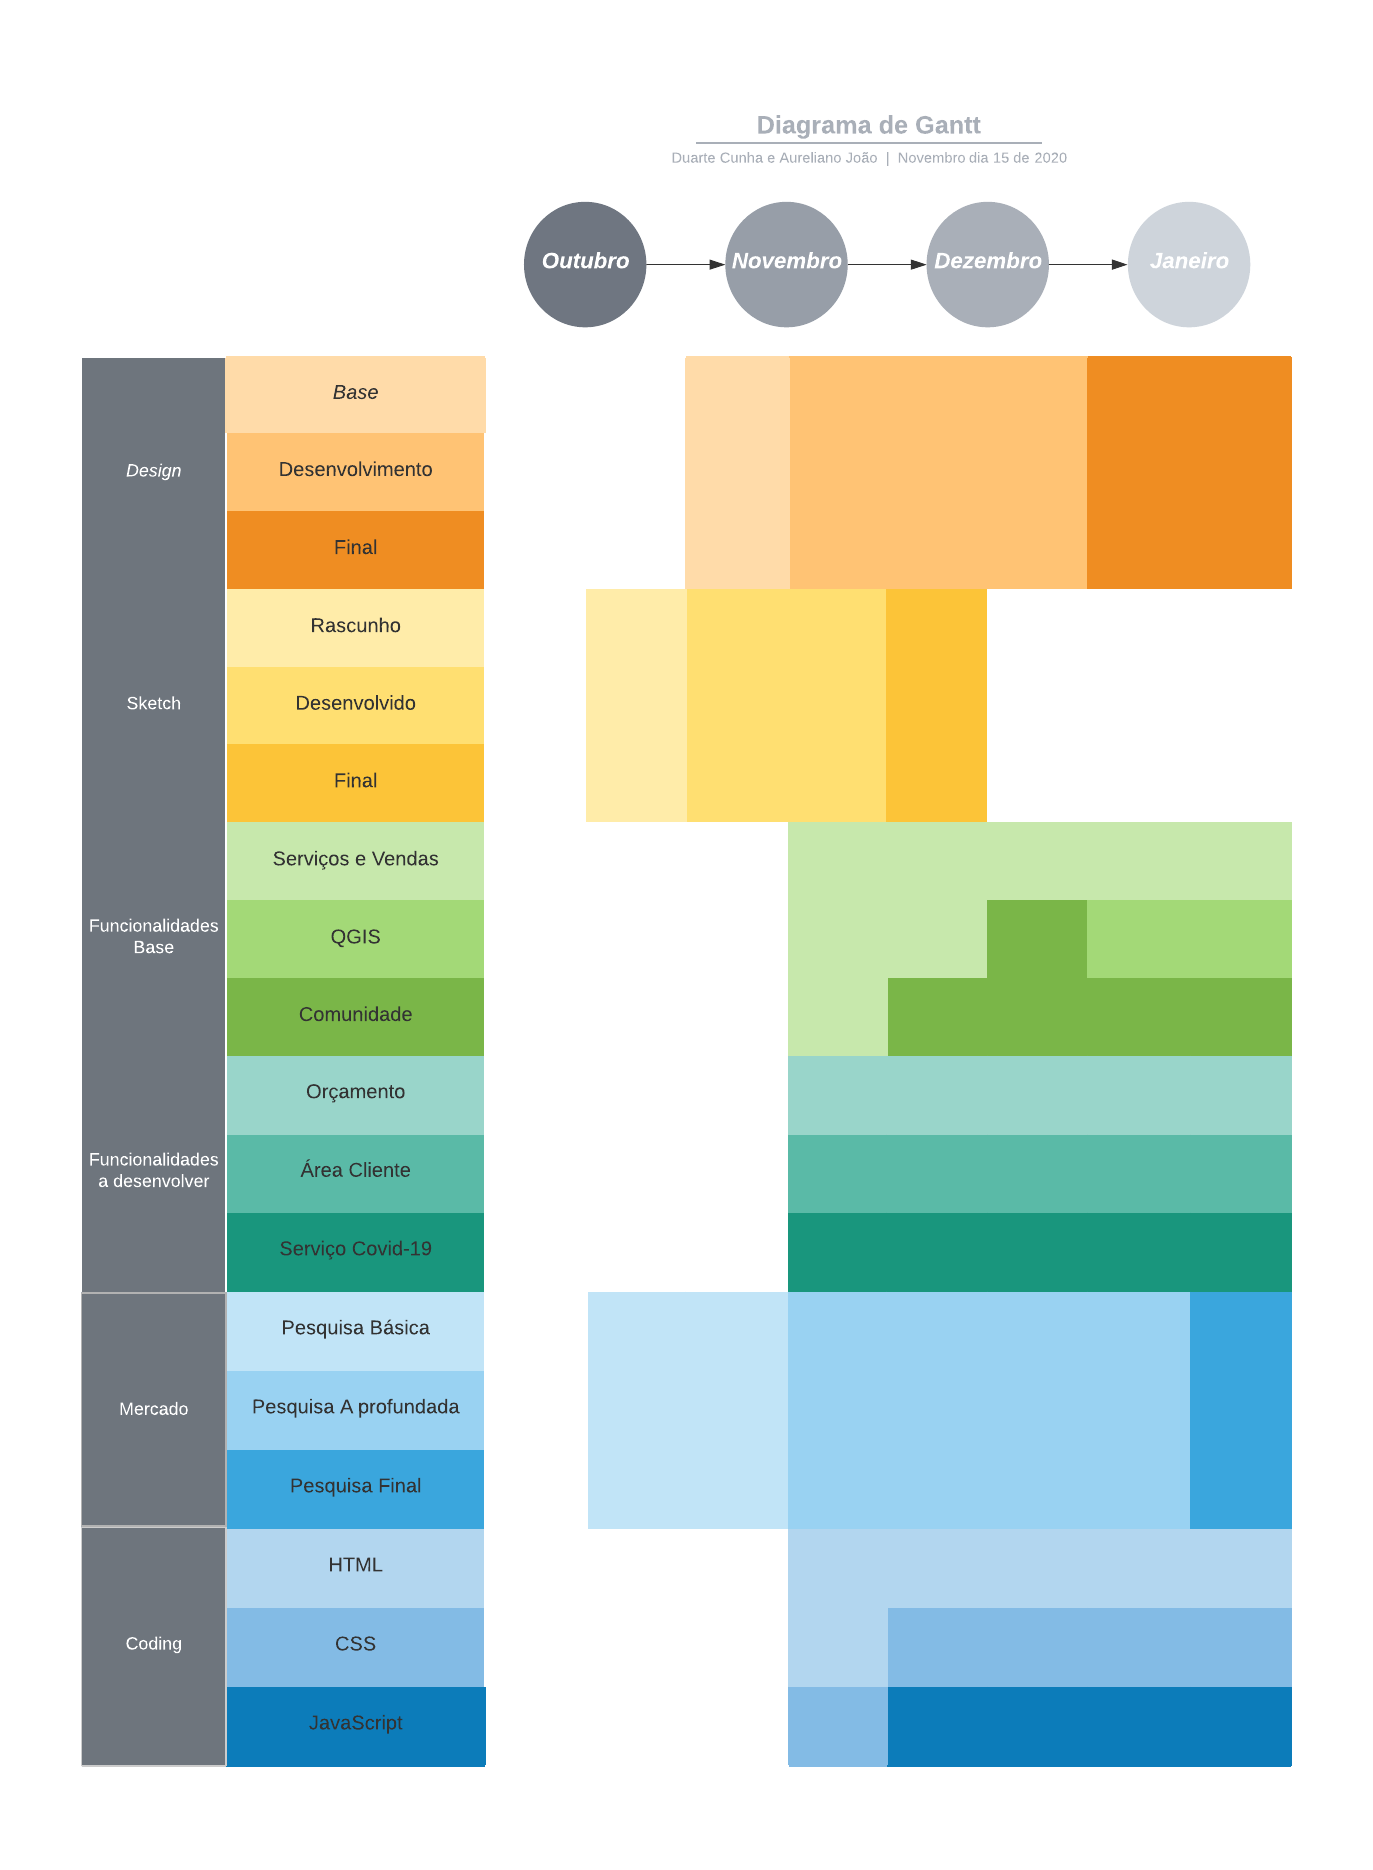 Diagrama de Gantt
Duarte Cunha e Aureliano João | Novembro dia 15 de 2020
Outubro
Novembro
Dezembro
Janeiro
Design
Base
Desenvolvimento
Final
Sketch
Rascunho
Desenvolvido
Final
Funcionalidades
Base
Serviços e Vendas
QGIS
Comunidade
Funcionalidades
a desenvolver
Orçamento
Área Cliente
Serviço Covid-19
Mercado
Pesquisa Básica
Pesquisa A profundada
Pesquisa Final
Coding
HTML
CSS
JavaScript